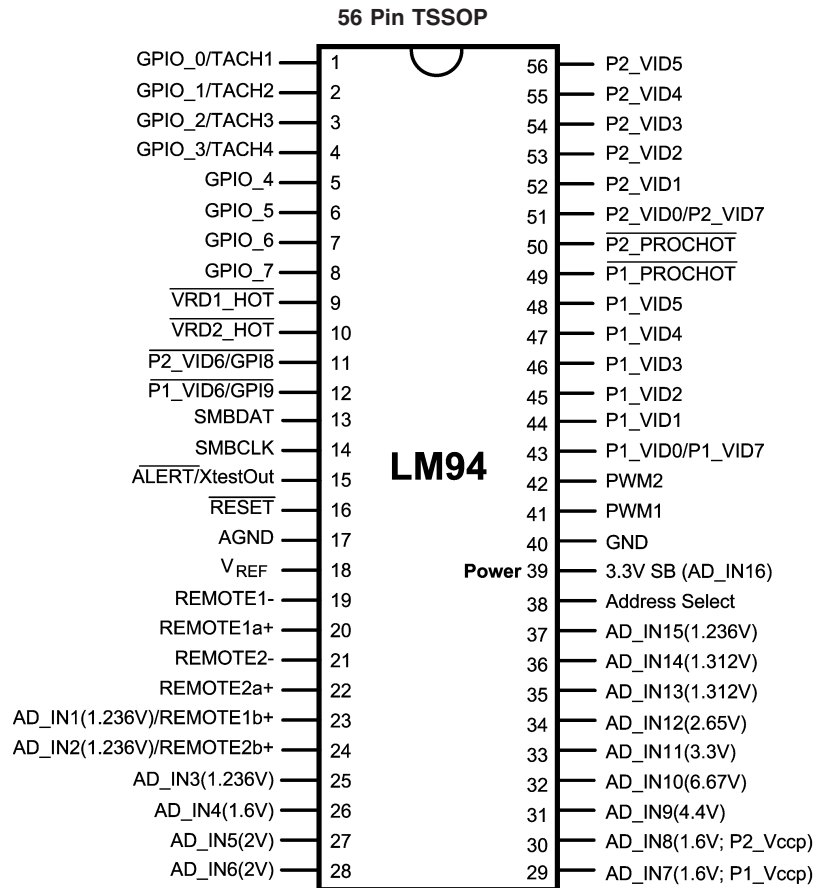 56 Pin TSSOP
GPIO_0/TACH1 1
GPIO_1/TACH2 2
GPIO_2/TACH3 3
GPIO_3/TACH4 4
GPIO_4 5
GPIO_5 6
GPIO_6 7
GPIO_7 8
VRD1_HOT 9
VRD2_HOT 10
P2_VID6/GPI8 11
P1_VID6/GPI9 12
SMBDAT 13
SMBCLK 14
ALERT/XtestOut 15
RESET 16
AGND 17
VREF 18
REMOTE1- 19
REMOTE1a+ 20
REMOTE2- 21
REMOTE2a+ 22
AD_IN1(1.236V)/REMOTE1b+ 23
AD_IN2(1.236V)/REMOTE2b+ 24
AD_IN3(1.236V) 25
AD_IN4(1.6V) 26
AD_IN5(2V) 27
AD_IN6(2V) 28
LM94
56 P2_VID5
55 P2_VID4
54 P2_VID3
53 P2_VID2
52 P2_VID1
51 P2_VID0/P2_VID7
50 P2_PROCHOT
49 P1_PROCHOT
48 P1_VID5
47 P1_VID4
46 P1_VID3
45 P1_VID2
44 P1_VID1
43 P1_VID0/P1_VID7
42 PWM2
41 PWM1
40 GND
Power 39 3.3V SB (AD_IN16)
38 Address Select
37 AD_IN15(1.236V)
36 AD_IN14(1.312V)
35 AD_IN13(1.312V)
34 AD_IN12(2.65V)
33 AD_IN11(3.3V)
32 AD_IN10(6.67V)
31 AD_IN9(4.4V)
30 AD_IN8(1.6V; P2_Vccp)
29 AD_IN7(1.6V; P1_Vccp)